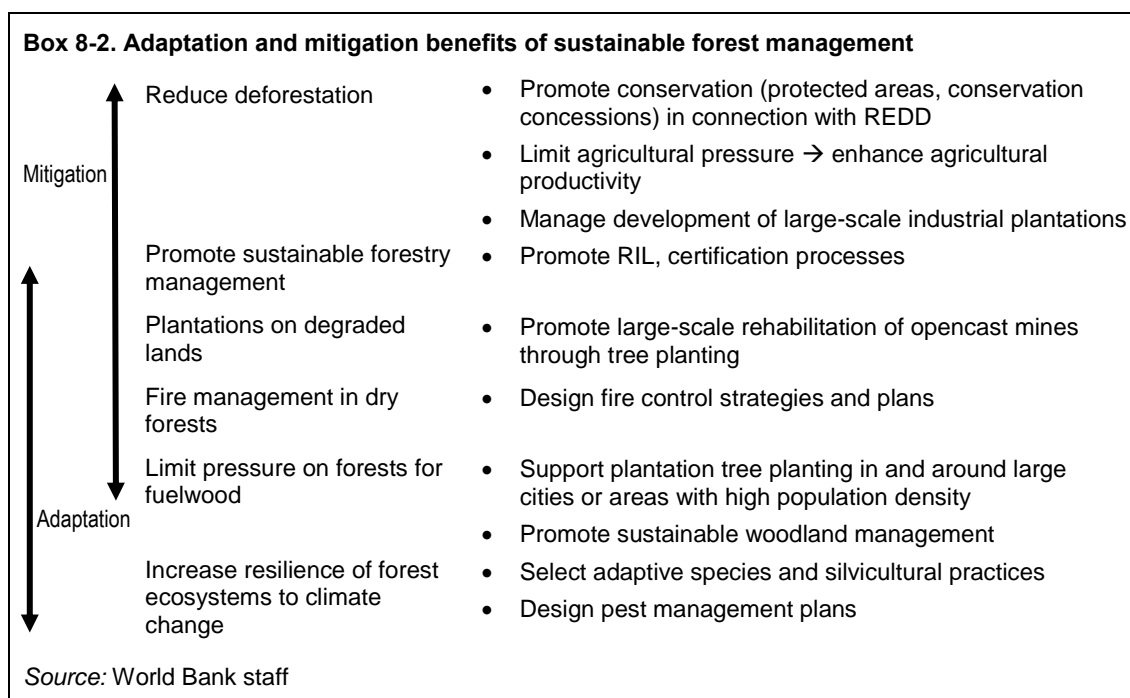 Box 8-2. Adaptation and mitigation benefits of sustainable forest management
Mitigation
Adaptation
Reduce deforestation
• Promote conservation (protected areas, conservation
concessions) in connection with REDD
• Limit agricultural pressure → enhance agricultural
productivity
• Manage development of large-scale industrial plantations
Promote sustainable forestry
management
• Promote RIL, certification processes
Plantations on degraded
lands
• Promote large-scale rehabilitation of opencast mines
through tree planting
Fire management in dry
forests
• Design fire control strategies and plans
Limit pressure on forests for
fuelwood
• Support plantation tree planting in and around large
cities or areas with high population density
• Promote sustainable woodland management
Increase resilience of forest
ecosystems to climate
change
• Select adaptive species and silvicultural practices
• Design pest management plans
Source: World Bank staff